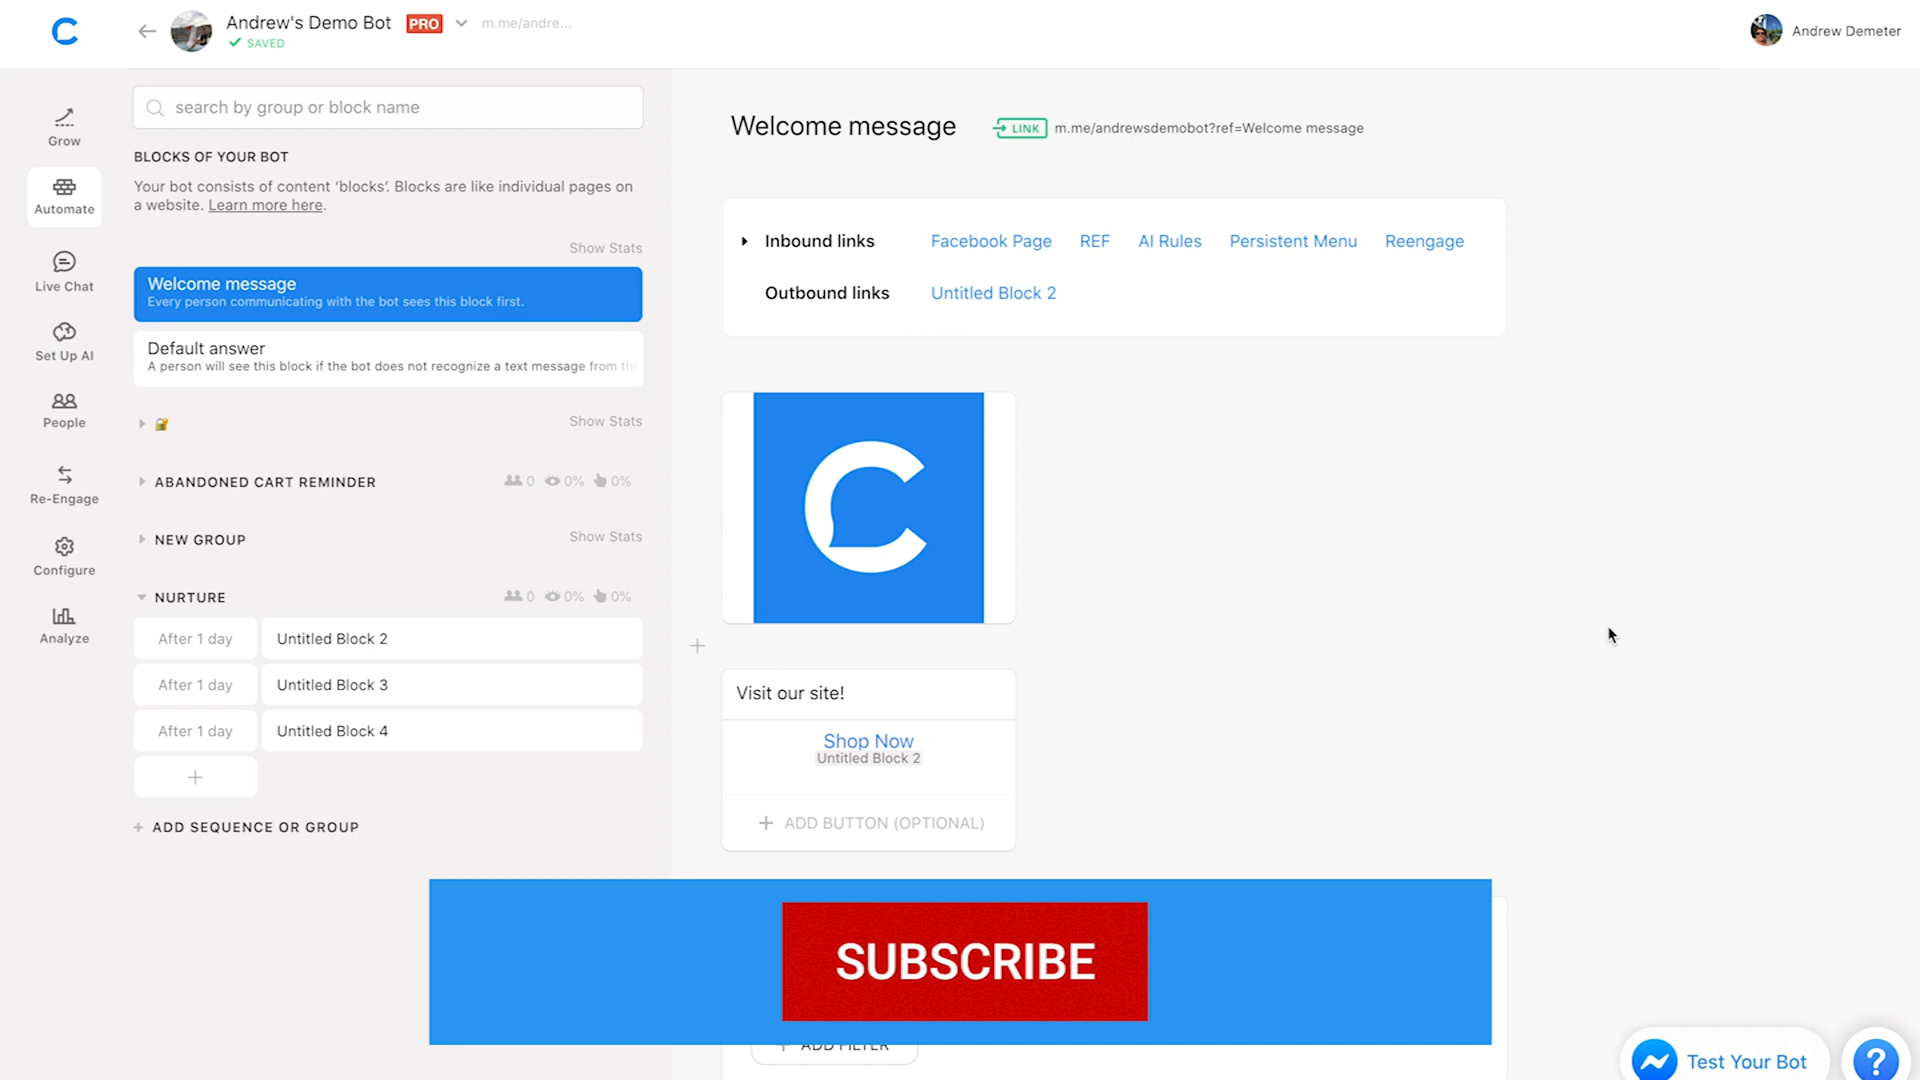 Andrew's Demo Bot PRO m.me/andre...
SAVED
Andrew Demeter
Grow
Automate
Live Chat
Set Up AI
People
Re-Engage
Configure
Analyze
search by group or block name
BLOCKS OF YOUR BOT
Your bot consists of content ‘blocks’. Blocks are like individual pages on
a website. Learn more here.
Show Stats
Welcome message
Every person communicating with the bot sees this block first.
Default answer
A person will see this block if the bot does not recognize a text message from the
Show Stats
ABANDONED CART REMINDER 0 0% 0%
NEW GROUP Show Stats
NURTURE 0 0% 0%
After 1 day Untitled Block 2
After 1 day Untitled Block 3
After 1 day Untitled Block 4
+
+ ADD SEQUENCE OR GROUP
Welcome message LINK m.me/andrewsdemobot?ref=Welcome message
Inbound links Facebook Page REF AI Rules Persistent Menu Reengage
Outbound links Untitled Block 2
Visit our site!
Shop Now
Untitled Block 2
+ ADD BUTTON (OPTIONAL)
SUBSCRIBE
+ ADD FILTER
Test Your Bot ?